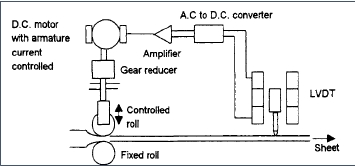 A.C to D.C. converter
D.C. motor
with armature
current
controlled
Amplifier
Gear reducer
LVDT
Controlled
roll
Sheet
Fixed roll